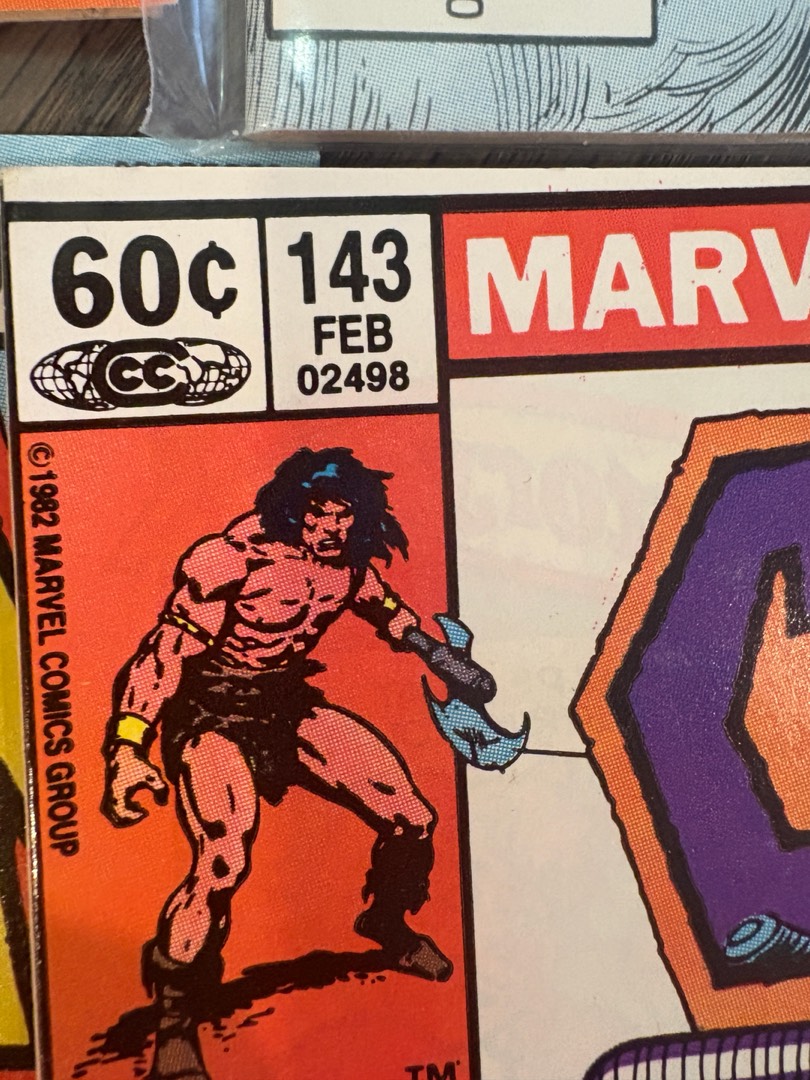 60¢
CC
143
FEB
02498
MARV
©1982 MARVEL COMICS GROUP
TM